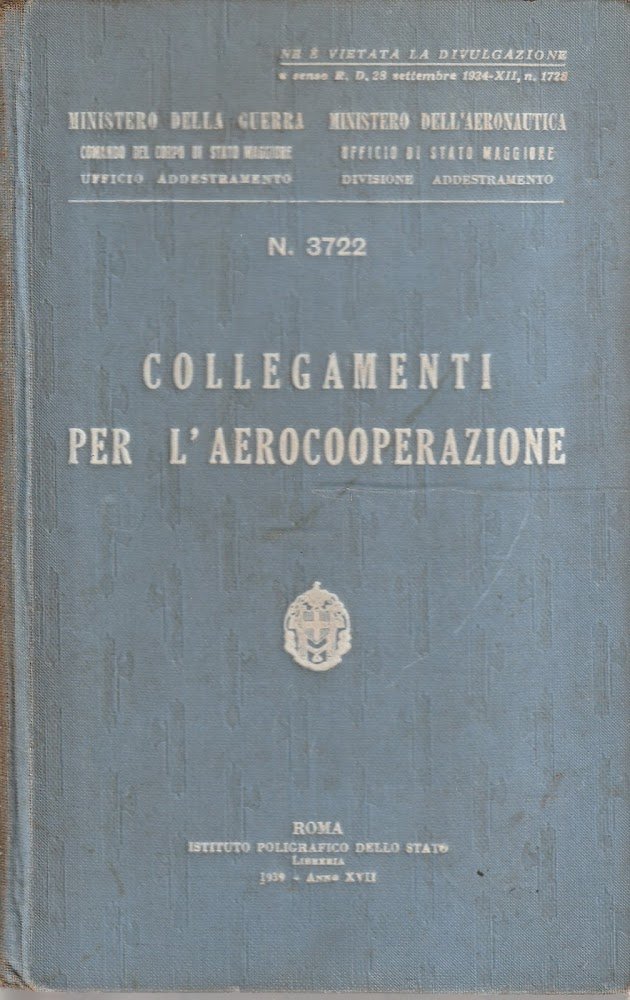 NE È VIETATA LA DIVULGAZIONE
a senso R. D. 28 settembre 1934-XII, n. 1728
MINISTERO DELLA GUERRA MINISTERO DELL'AERONAUTICA
COMANDO DEL CORPO DI STATO MAGGIORE UFFICIO DI STATO MAGGIORE
UFFICIO ADDESTRAMENTO DIVISIONE ADDESTRAMENTO
N. 3722
COLLEGAMENTI
PER L'AEROCOOPERAZIONE
ROMA
ISTITUTO POLIGRAFICO DELLO STATO
LIBRERIA
1939 - ANNO XVII